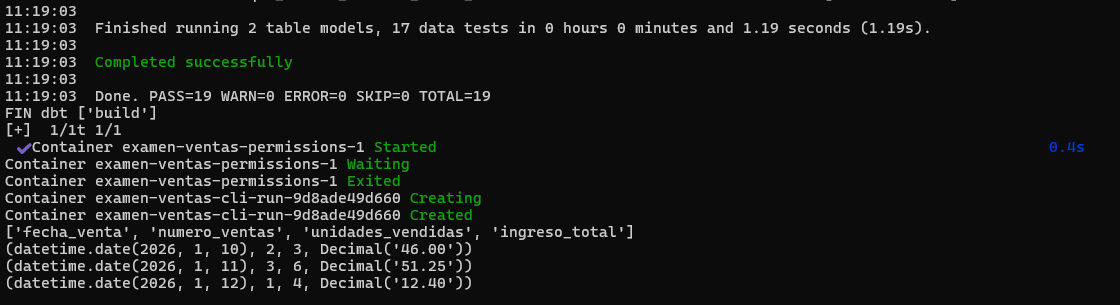 11:19:03
11:19:03  Finished running 2 table models, 17 data tests in 0 hours 0 minutes and 1.19 seconds (1.19s).
11:19:03
11:19:03  Completed successfully
11:19:03
11:19:03  Done. PASS=19 WARN=0 ERROR=0 SKIP=0 TOTAL=19
FIN dbt ['build']
[+]  1/1t 1/1
✔Container examen-ventas-permissions-1 Started 0.4s
Container examen-ventas-permissions-1 Waiting
Container examen-ventas-permissions-1 Exited
Container examen-ventas-cli-run-9d8ade49d660 Creating
Container examen-ventas-cli-run-9d8ade49d660 Created
['fecha_venta', 'numero_ventas', 'unidades_vendidas', 'ingreso_total']
(datetime.date(2026, 1, 10), 2, 3, Decimal('46.00'))
(datetime.date(2026, 1, 11), 3, 6, Decimal('51.25'))
(datetime.date(2026, 1, 12), 1, 4, Decimal('12.40'))